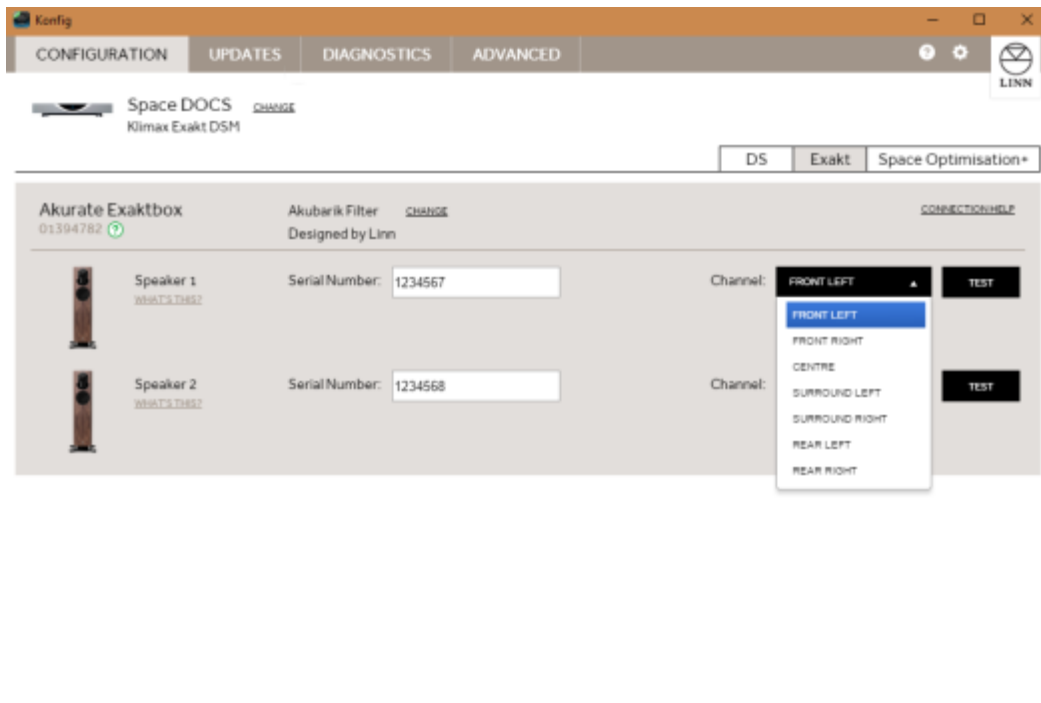 Konfig
CONFIGURATION UPDATES DIAGNOSTICS ADVANCED
LINN
Space DOCS CHANGE
Klimax Exakt DSM
DS Exakt Space Optimisation+
Akurate Exaktbox Akubarik Filter CHANGE CONNECTION HELP
01394782 ? Designed by Linn
Speaker 1 Serial Number: 1234567 Channel: FRONT LEFT TEST
WHAT'S THIS?
FRONT LEFT
FRONT RIGHT
CENTRE
Speaker 2 Serial Number: 1234568 Channel: SURROUND LEFT TEST
WHAT'S THIS?
SURROUND RIGHT
REAR LEFT
REAR RIGHT